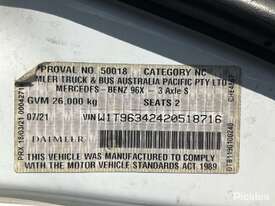 PROVAL NO. 50018 CATEGORY NC
MLER TRUCK & BUS AUSTRALIA PACIFIC PTY LTD
MERCEDES-BENZ 96X - 3 Axle S
GVM 26,000 kg SEATS 2
07/21 VIN W1T96342420518716
DAIMLER
THIS VEHICLE WAS MANUFACTURED TO COMPLY
WITH THE MOTOR VEHICLE STANDARDS ACT 1989
Pickles